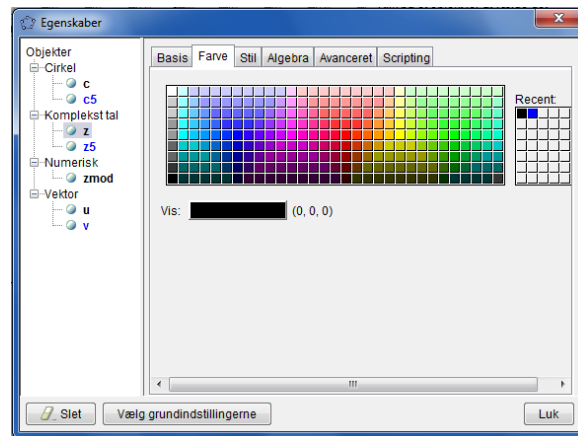 Egenskaber
Objekter
Cirkel
c
c5
Komplekst tal
z
z5
Numerisk
zmod
Vektor
u
v
Basis Farve Stil Algebra Avanceret Scripting
Recent:
Vis: (0, 0, 0)
Slet Vælg grundindstillingerne Luk